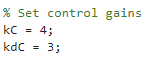 % Set control gains
kC = 4;
kdC = 3;